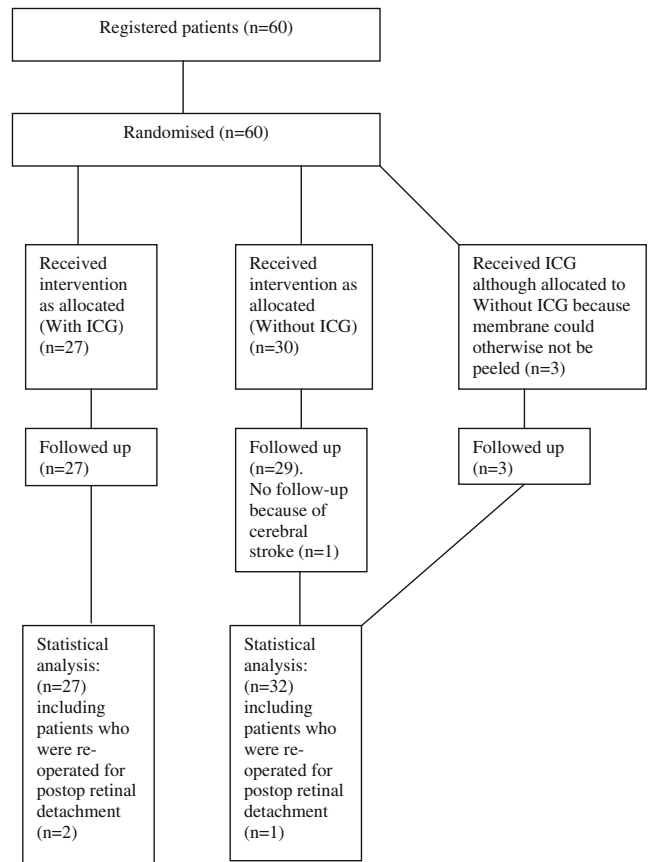 Registered patients (n=60)
Randomised (n=60)
Received
intervention
as allocated
(With ICG)
(n=27)
Received
intervention as
allocated
(Without ICG)
(n=30)
Received ICG
although allocated to
Without ICG because
membrane could
otherwise not be
peeled (n=3)
Followed up
(n=27)
Followed up
(n=29).
No follow-up
because of
cerebral
stroke (n=1)
Followed up
(n=3)
Statistical
analysis:
(n=27)
including
patients who
were re-
operated for
postop retinal
detachment
(n=2)
Statistical
analysis:
(n=32)
including
patients who
were re-
operated for
postop retinal
detachment
(n=1)